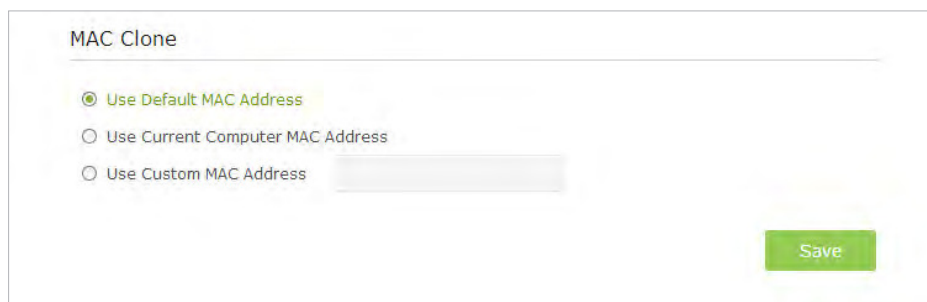 MAC Clone
Use Default MAC Address
Use Current Computer MAC Address
Use Custom MAC Address
Save